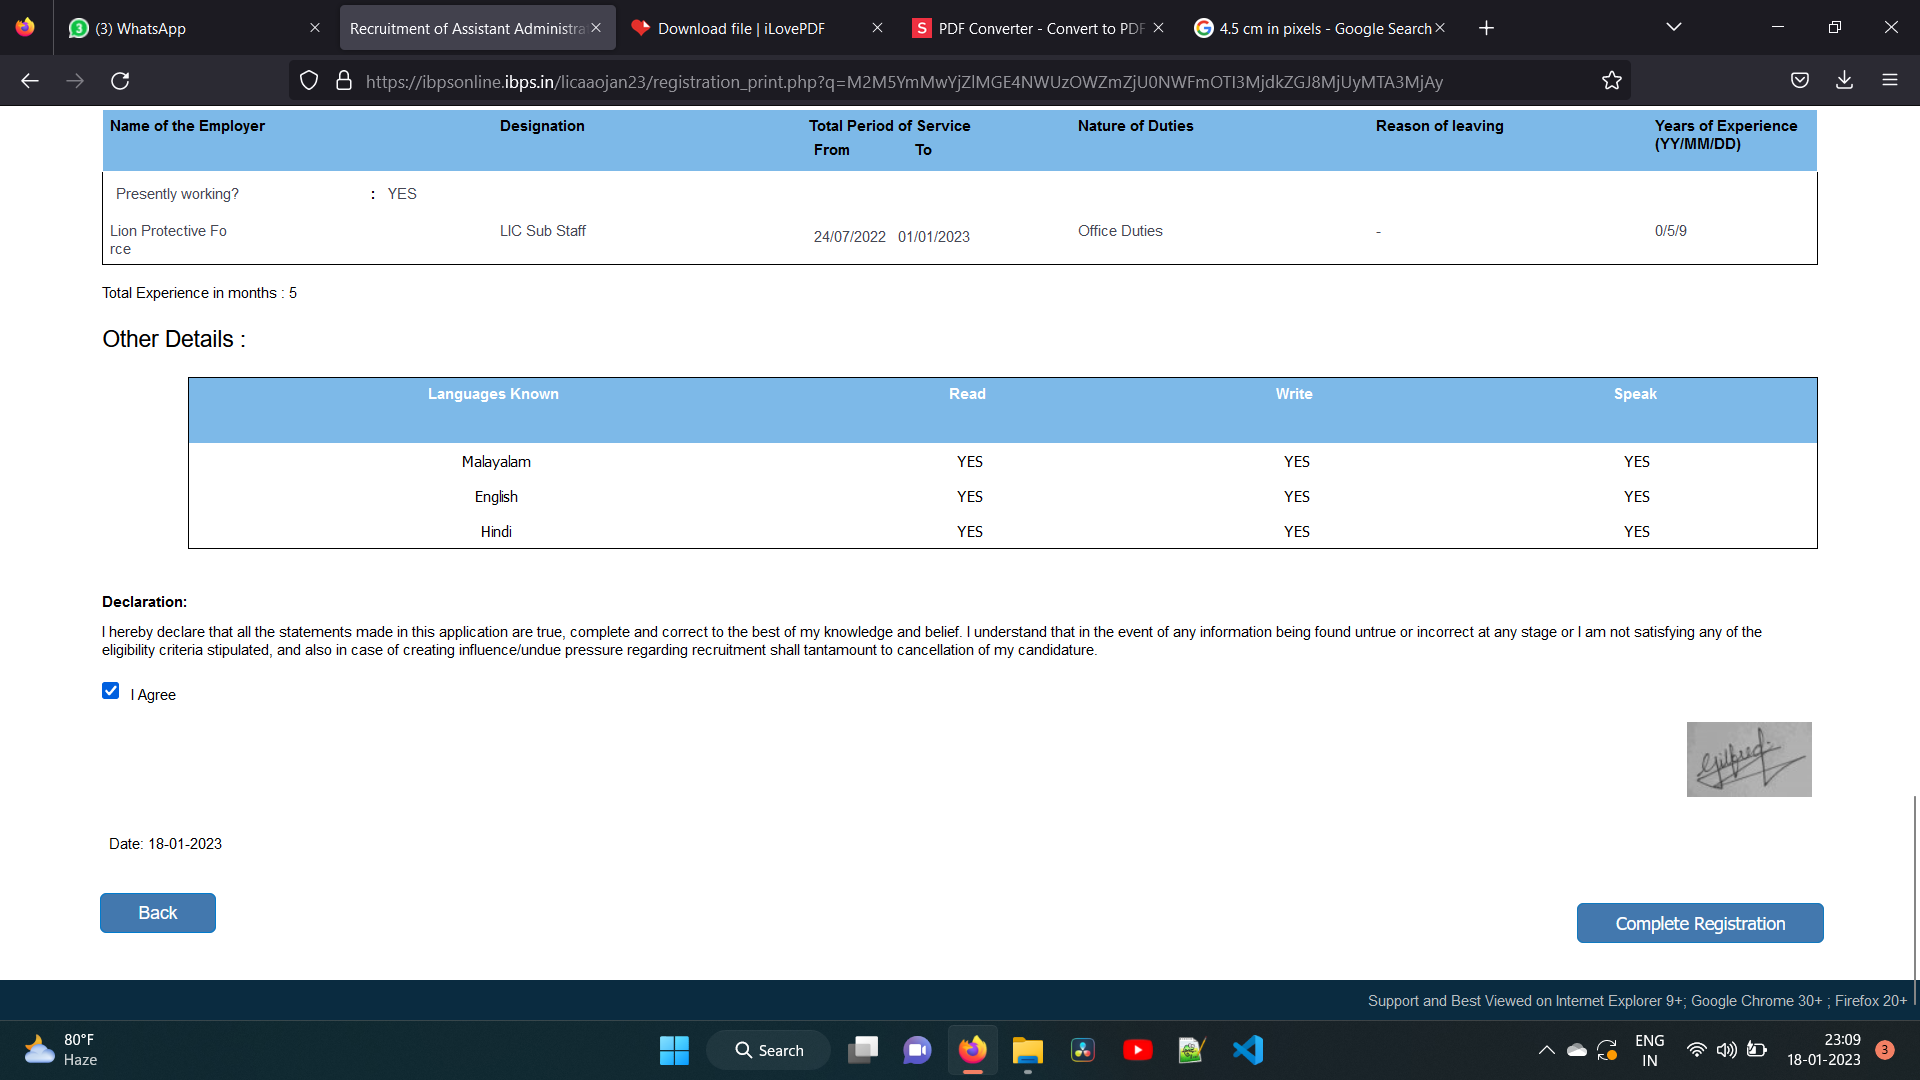 (3) WhatsApp
Recruitment of Assistant Administra
Download file | iLovePDF
PDF Converter - Convert to PDF
4.5 cm in pixels - Google Search
https://ibpsonline.ibps.in/licaaojan23/registration_print.php?q=M2M5YmMwYjZlMGE4NWUzOWZmZjU0NWFmOTI3MjdkZGJ8MjUyMTA3MjAy
Name of the Employer Designation Total Period of Service Nature of Duties Reason of leaving Years of Experience
From To (YY/MM/DD)
Presently working? : YES
Lion Protective Fo LIC Sub Staff 24/07/2022 01/01/2023 Office Duties - 0/5/9
rce
Total Experience in months : 5
Other Details :
Languages Known Read Write Speak
Malayalam YES YES YES
English YES YES YES
Hindi YES YES YES
Declaration:
I hereby declare that all the statements made in this application are true, complete and correct to the best of my knowledge and belief. I understand that in the event of any information being found untrue or incorrect at any stage or I am not satisfying any of the
eligibility criteria stipulated, and also in case of creating influence/undue pressure regarding recruitment shall tantamount to cancellation of my candidature.
I Agree
Gilfred
Date: 18-01-2023
Back
Complete Registration
Support and Best Viewed on Internet Explorer 9+; Google Chrome 30+ ; Firefox 20+
80°F
Haze
Search
ENG
IN
23:09
18-01-2023
3